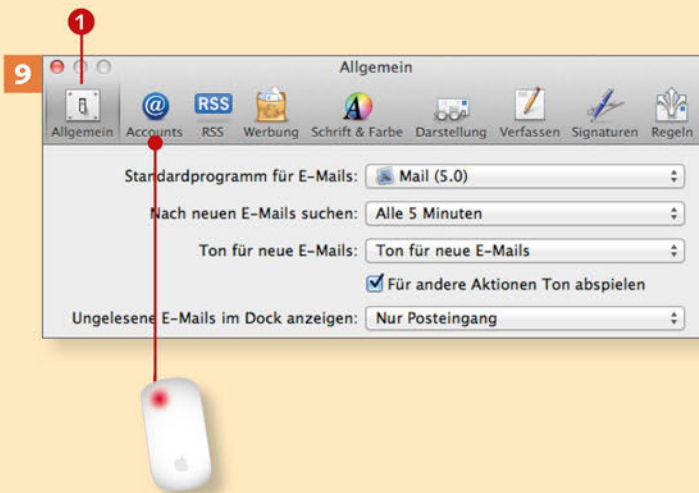 1
9
Allgemein
RSS
Allgemein Accounts RSS Werbung Schrift & Farbe Darstellung Verfassen Signaturen Regeln
Standardprogramm für E-Mails: Mail (5.0)
Nach neuen E-Mails suchen: Alle 5 Minuten
Ton für neue E-Mails: Ton für neue E-Mails
Für andere Aktionen Ton abspielen
Ungelesene E-Mails im Dock anzeigen: Nur Posteingang